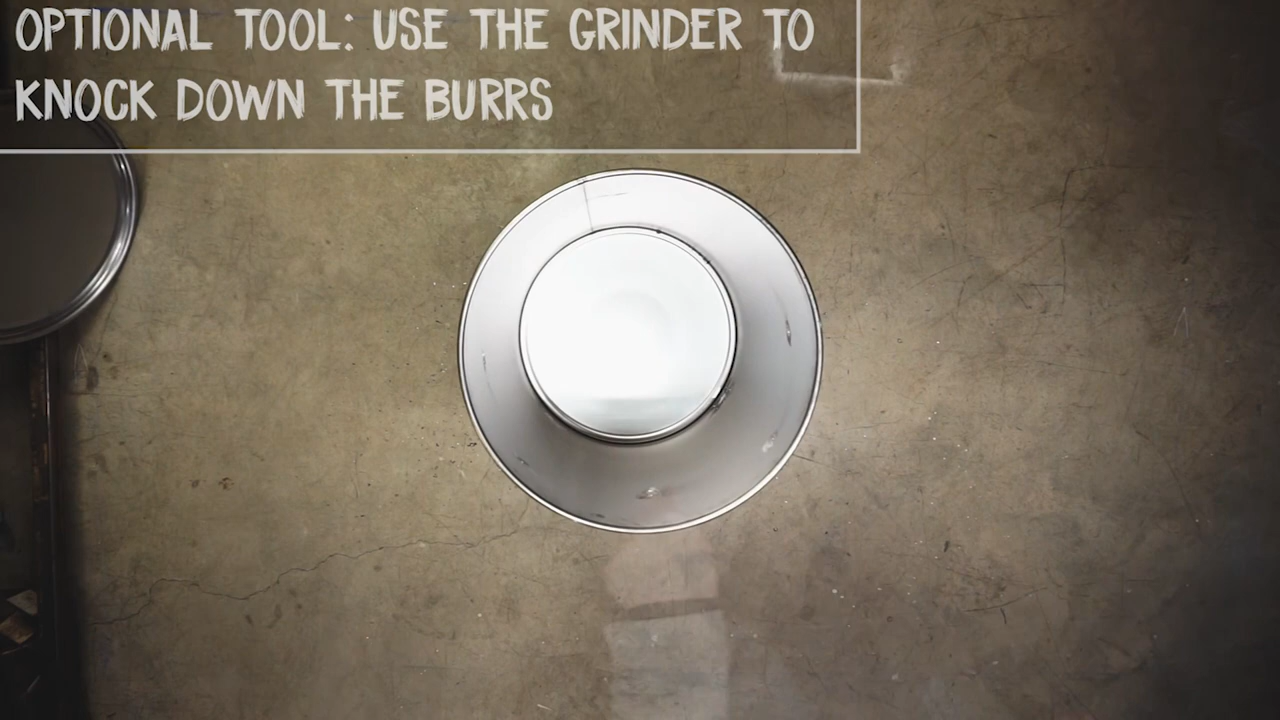 OPTIONAL TOOL: USE THE GRINDER TO
KNOCK DOWN THE BURRS